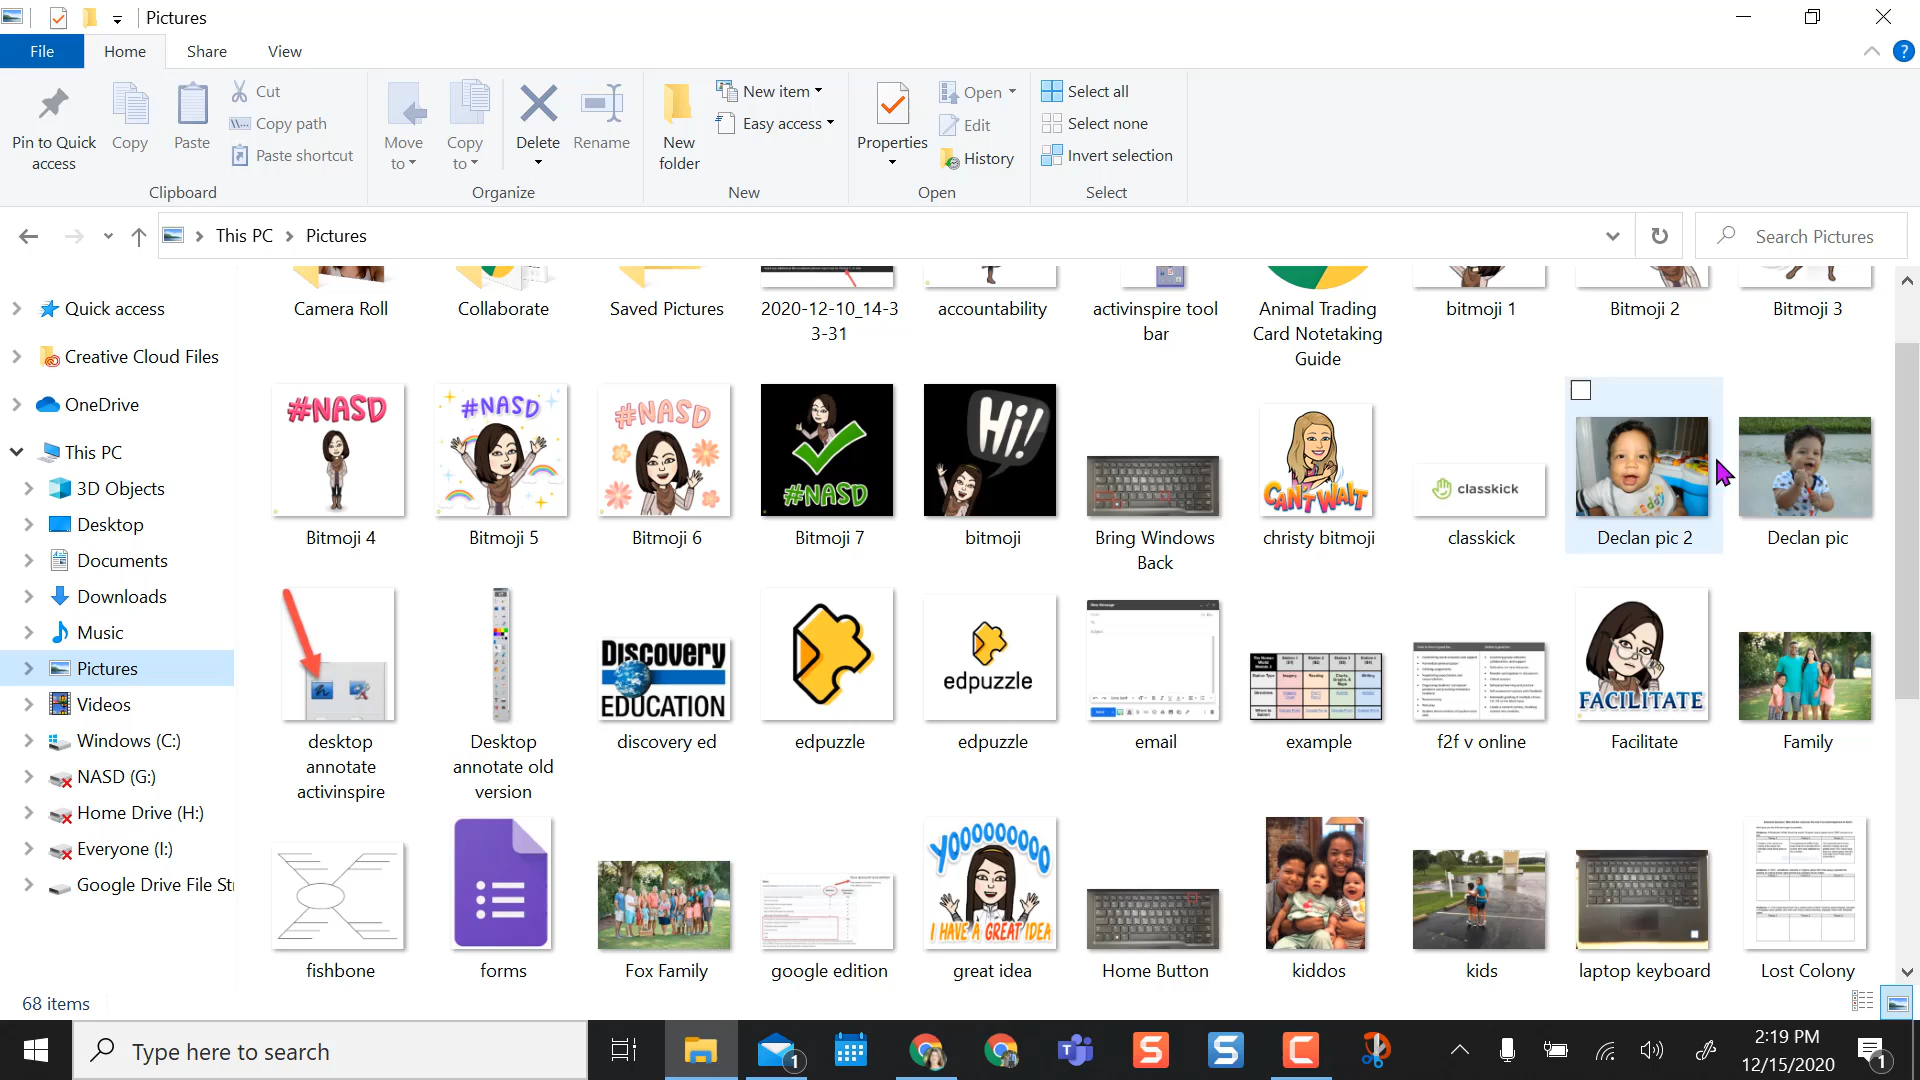 Pictures
File
Home
Share
View
Pin to Quick
access
Copy
Paste
Cut
Copy path
Paste shortcut
Clipboard
Move
to
Copy
to
Delete
Rename
Organize
New
folder
New item
Easy access
New
Properties
Open
Edit
History
Open
Select all
Select none
Invert selection
Select
This PC
Pictures
Search Pictures
Quick access
Creative Cloud Files
OneDrive
This PC
3D Objects
Desktop
Documents
Downloads
Music
Pictures
Videos
Windows (C:)
NASD (G:)
Home Drive (H:)
Everyone (I:)
Google Drive File St
Camera Roll
Collaborate
Saved Pictures
2020-12-10_14-3
3-31
accountability
activinspire tool
bar
Animal Trading
Card Notetaking
Guide
bitmoji 1
Bitmoji 2
Bitmoji 3
#NASD
#NASD
#NASD
#NASD
Hi!
CAN'T WAIT
classkick
Bitmoji 4
Bitmoji 5
Bitmoji 6
Bitmoji 7
bitmoji
Bring Windows
Back
christy bitmoji
classkick
Declan pic 2
Declan pic
Discovery
EDUCATION
edpuzzle
FACILITATE
desktop
annotate
activinspire
Desktop
annotate old
version
discovery ed
edpuzzle
edpuzzle
email
example
f2f v online
Facilitate
Family
YOOOOOOOOO
I HAVE A GREAT IDEA
fishbone
forms
Fox Family
google edition
great idea
Home Button
kiddos
kids
laptop keyboard
Lost Colony
68 items
Type here to search
1
2:19 PM
12/15/2020
1